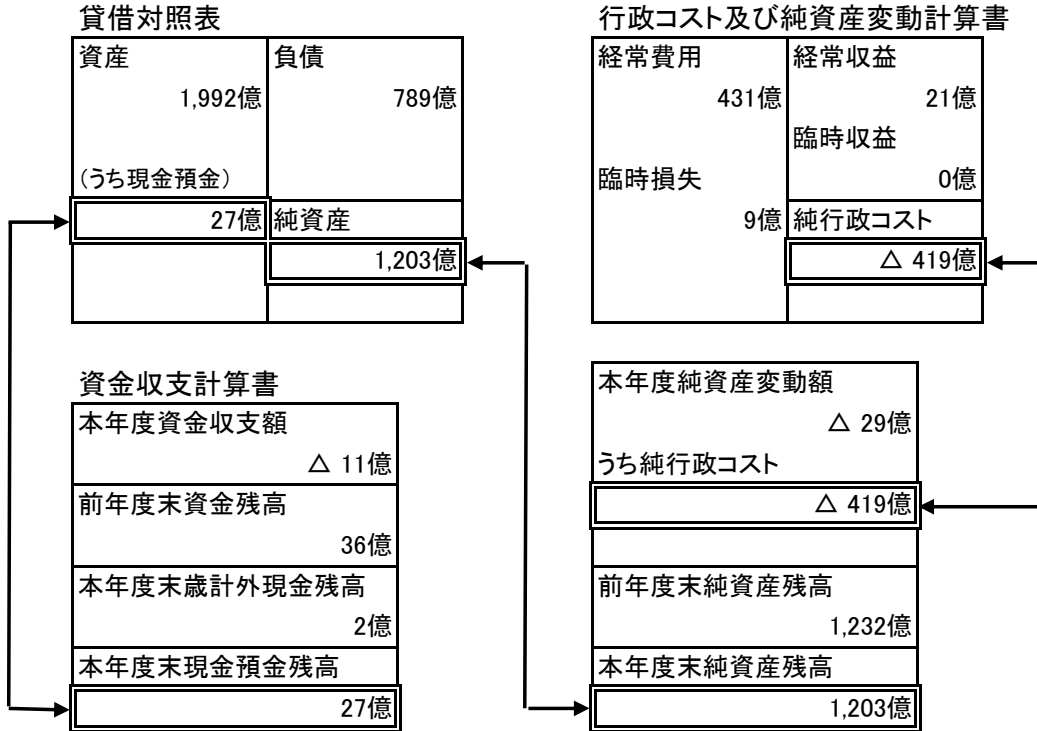 貸借対照表
資産
1,992億
(うち現金預金)
27億
負債
789億
純資産
1,203億
行政コスト及び純資産変動計算書
経常費用
431億
臨時損失
9億
経常収益
21億
臨時収益
0億
純行政コスト
△ 419億
資金収支計算書
本年度資金収支額
△ 11億
前年度末資金残高
36億
本年度末歳計外現金残高
2億
本年度末現金預金残高
27億
本年度純資産変動額
△ 29億
うち純行政コスト
△ 419億
前年度末純資産残高
1,232億
本年度末純資産残高
1,203億